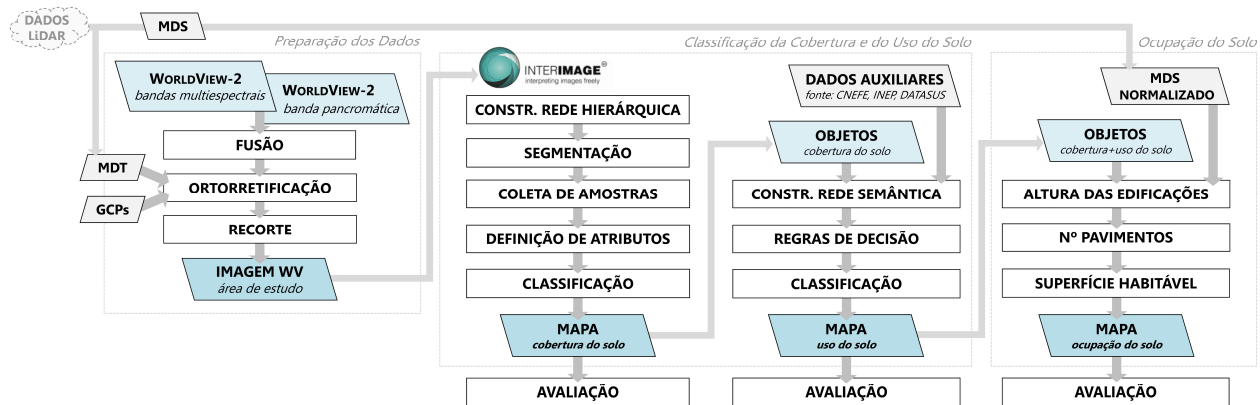 DADOS
LiDAR
MDS
Preparação dos Dados
WORLDVIEW-2
bandas multiespectrais
WORLDVIEW-2
banda pancromática
FUSÃO
MDT
ORTORRETIFICAÇÃO
GCPs
RECORTE
IMAGEM WV
área de estudo
Classificação da Cobertura e do Uso do Solo
INTERIMAGE®
interpreting images freely
CONSTR. REDE HIERÁRQUICA
SEGMENTAÇÃO
COLETA DE AMOSTRAS
DEFINIÇÃO DE ATRIBUTOS
CLASSIFICAÇÃO
MAPA
cobertura do solo
AVALIAÇÃO
DADOS AUXILIARES
fonte: CNEFE, INEP, DATASUS
OBJETOS
cobertura do solo
CONSTR. REDE SEMÂNTICA
REGRAS DE DECISÃO
CLASSIFICAÇÃO
MAPA
uso do solo
AVALIAÇÃO
Ocupação do Solo
MDS
NORMALIZADO
OBJETOS
cobertura+uso do solo
ALTURA DAS EDIFICAÇÕES
Nº PAVIMENTOS
SUPERFÍCIE HABITÁVEL
MAPA
ocupação do solo
AVALIAÇÃO